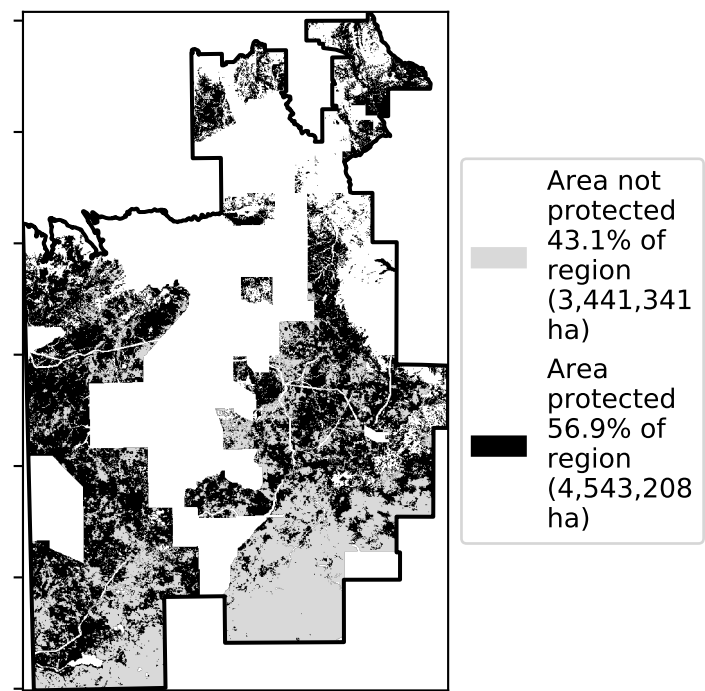 Area not
protected
43.1% of
region
(3,441,341
ha)
Area
protected
56.9% of
region
(4,543,208
ha)